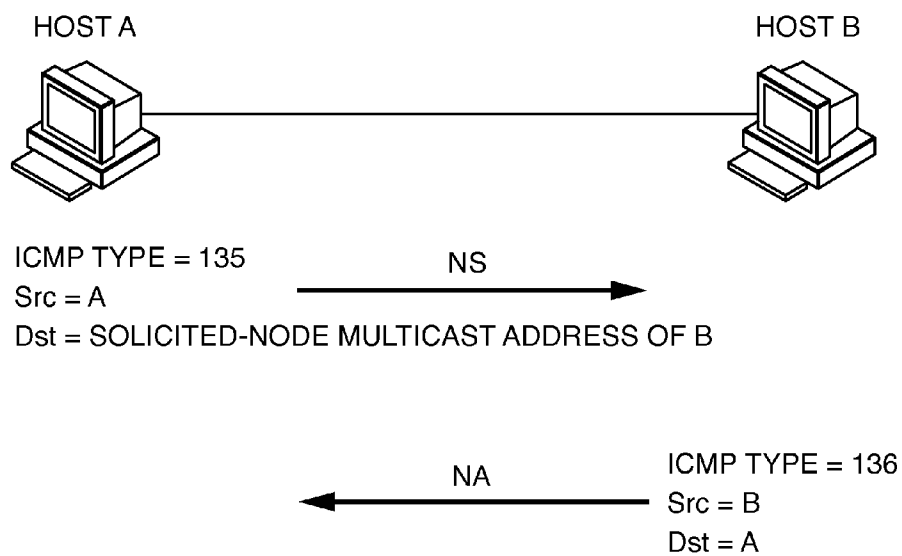 HOST A
HOST B
ICMP TYPE = 135
Src = A
Dst = SOLICITED-NODE MULTICAST ADDRESS OF B
NS
NA
ICMP TYPE = 136
Src = B
Dst = A